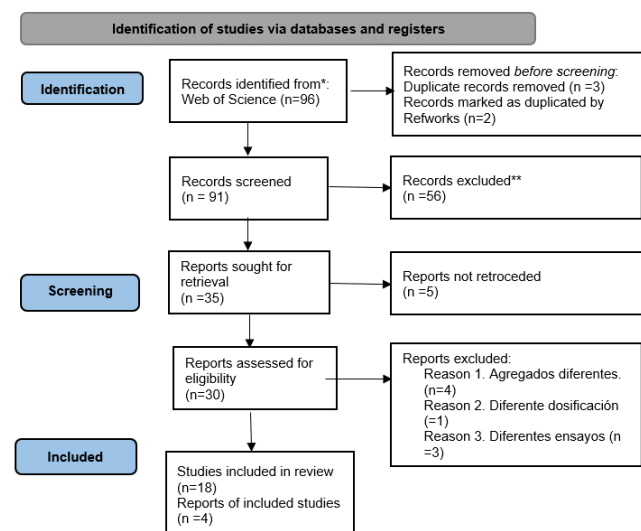 Identification of studies via databases and registers
Identification
Records identified from*:
Web of Science (n=96)
Records removed before screening:
Duplicate records removed (n =3)
Records marked as duplicated by
Refworks (n=2)
Records screened
(n = 91)
Records excluded**
(n =56)
Screening
Reports sought for
retrieval
(n =35)
Reports not retroceded
(n =5)
Reports assessed for
eligibility
(n=30)
Reports excluded:
Reason 1. Agregados diferentes.
(n=4)
Reason 2. Diferente dosificación
(=1)
Reason 3. Diferentes ensayos (n
=3)
Included
Studies included in review
(n=18)
Reports of included studies
(n =4)